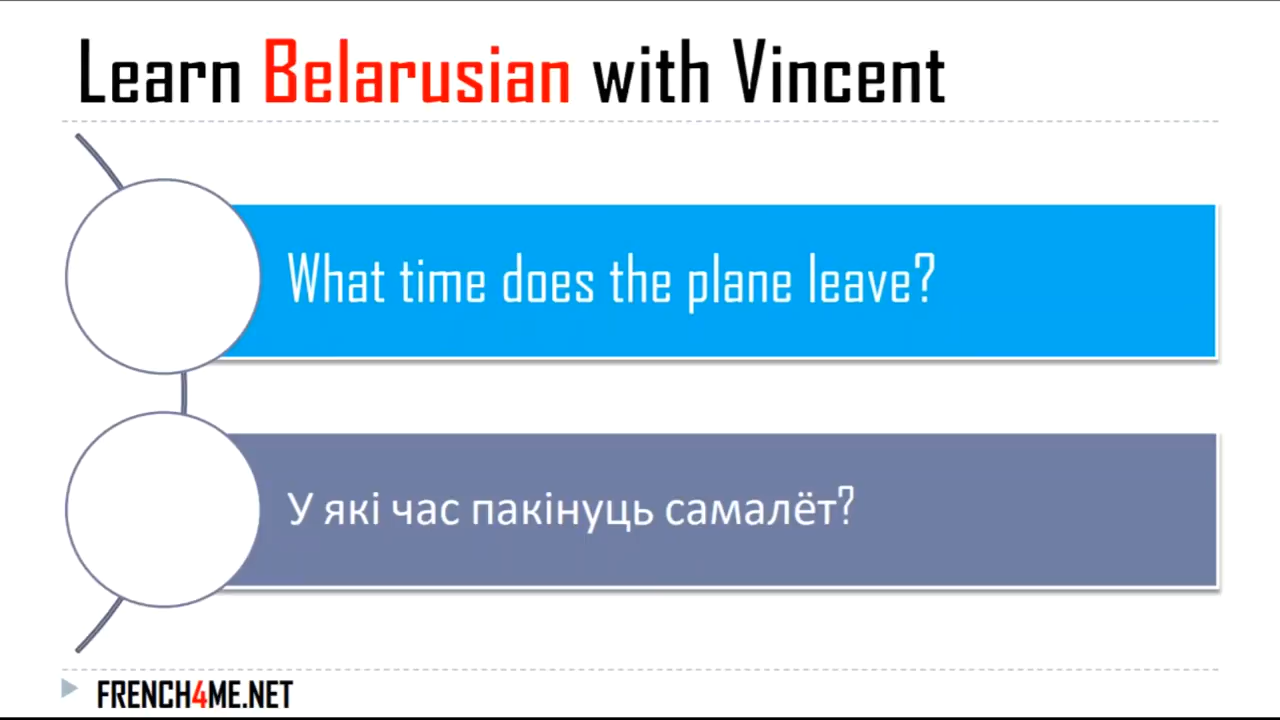 Learn Belarusian with Vincent
What time does the plane leave?
У які час пакінуць самалёт?
FRENCH4ME.NET